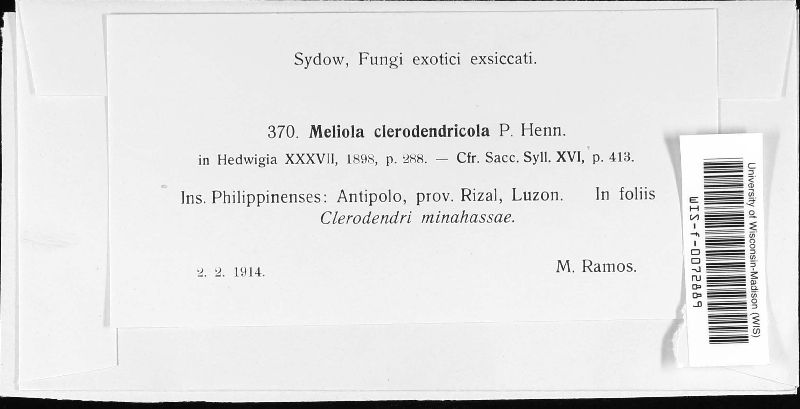 Sydow, Fungi exotici exsiccati.
370. Meliola clerodendricola P. Henn.
in Hedwigia XXXVII, 1898, p. 288. — Cfr. Sacc. Syll. XVI, p. 413.
Ins. Philippinenses: Antipolo, prov. Rizal, Luzon. In foliis
Clerodendri minahassae.
2. 2. 1914.
M. Ramos.
University of Wisconsin-Madison (WIS)
WIS-f-0072889